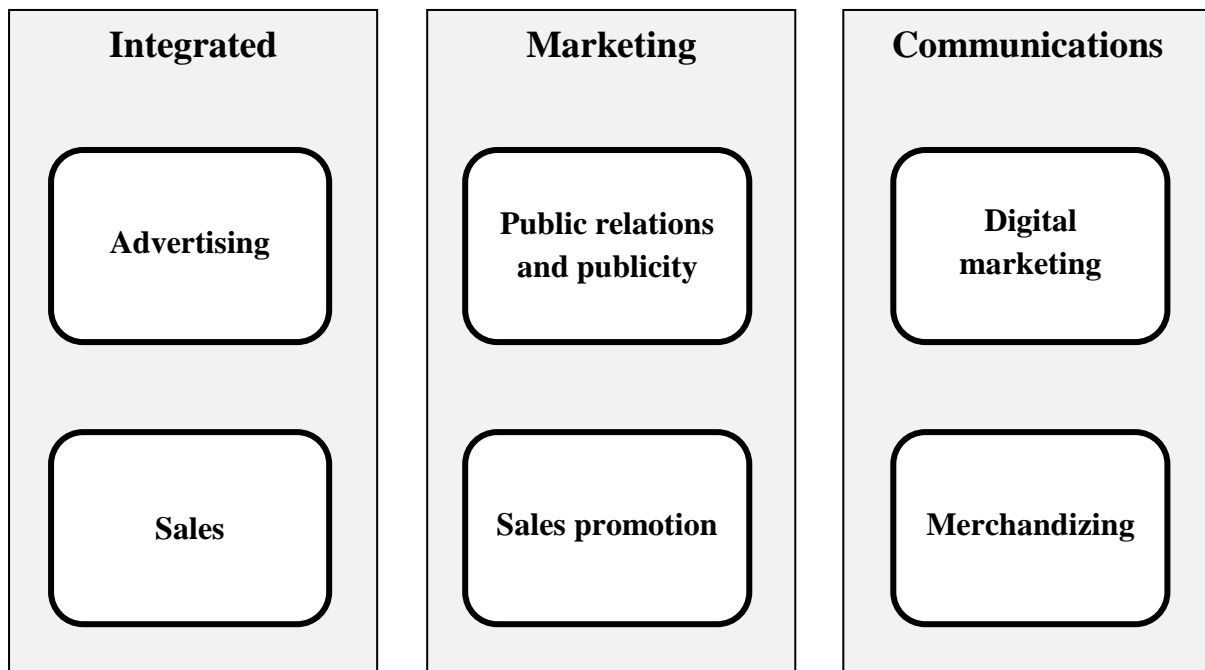 Integrated
Marketing
Communications
Advertising
Public relations
and publicity
Digital
marketing
Sales
Sales promotion
Merchandizing